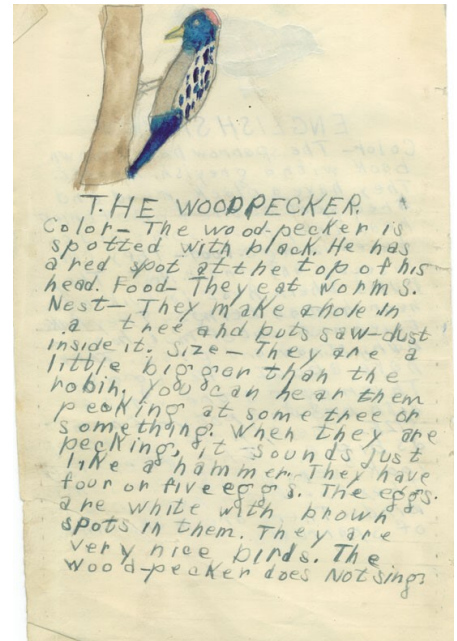 THE WOODPECKER.
Color- The wood-pecker is
spotted with black. He has
a red spot at the top of his
head. Food- They eat worms.
Nest- They make a hole in
a tree and puts saw-dust
inside it. Size- They are a
little bigger than the
robin. You can hear them
pecking at some tree or
something. When they are
pecking, it sounds just
like a hammer. They have
four or five eggs. The eggs.
are white with brown
spots in them. They are
very nice birds. The
wood-pecker does Not sing.